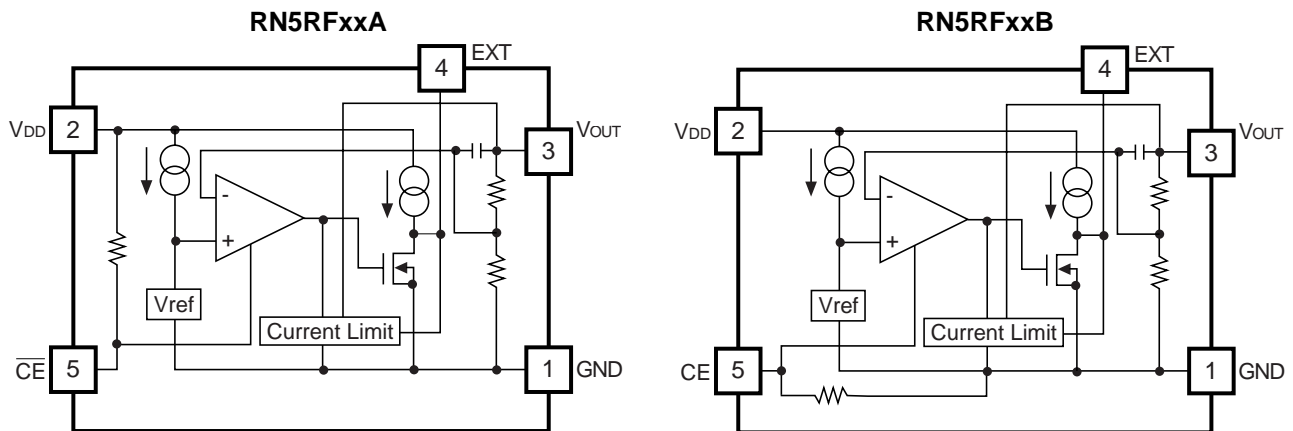 RN5RFxxA
RN5RFxxB
4
EXT
VDD
2
3
VOUT
-
+
Vref
Current Limit
C̅E̅
5
1
GND
4
EXT
VDD
2
3
VOUT
-
+
Vref
Current Limit
CE
5
1
GND